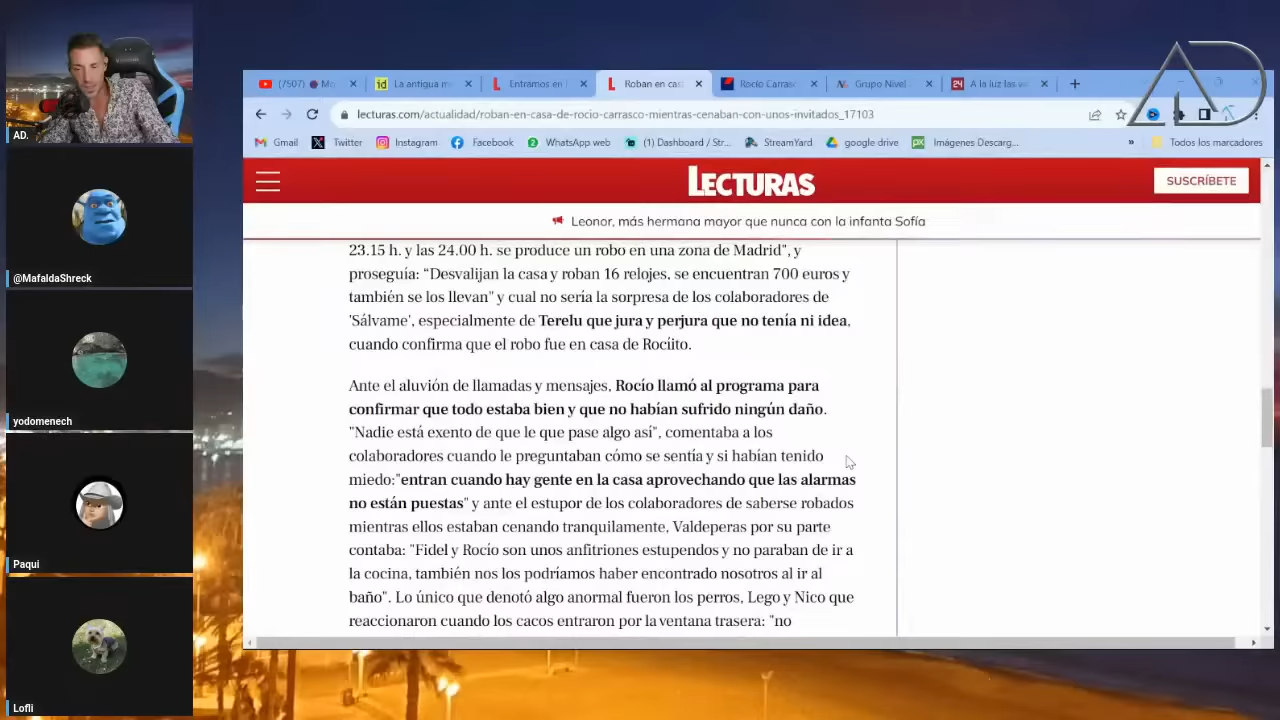 AD
AD.
@MafaldaShreck
yodomenech
Paqui
Lofli
(7507)
La antigua m
Entramos en
Roban en cas
Rocío Carras
Grupo Nivel
A la luz las ve
lecturas.com/actualidad/roban-en-casa-de-rocio-carrasco-mientras-cenaban-con-unos-invitados_17103
Gmail
Twitter
Instagram
Facebook
WhatsApp web
(1) Dashboard / Str...
StreamYard
google drive
Imágenes Descarg...
»
Todos los marcadores
LECTURAS
SUSCRÍBETE
Leonor, más hermana mayor que nunca con la infanta Sofía
23.15 h. y las 24.00 h. se produce un robo en una zona de Madrid", y
proseguía: “Desvalijan la casa y roban 16 relojes, se encuentran 700 euros y
también se los llevan" y cual no sería la sorpresa de los colaboradores de
'Sálvame', especialmente de Terelu que jura y perjura que no tenía ni idea,
cuando confirma que el robo fue en casa de Rocíito.
Ante el aluvión de llamadas y mensajes, Rocío llamó al programa para
confirmar que todo estaba bien y que no habían sufrido ningún daño.
"Nadie está exento de que le que pase algo así", comentaba a los
colaboradores cuando le preguntaban cómo se sentía y si habían tenido
miedo:"entran cuando hay gente en la casa aprovechando que las alarmas
no están puestas" y ante el estupor de los colaboradores de saberse robados
mientras ellos estaban cenando tranquilamente, Valdeperas por su parte
contaba: "Fidel y Rocío son unos anfitriones estupendos y no paraban de ir a
la cocina, también nos los podríamos haber encontrado nosotros al ir al
baño". Lo único que denotó algo anormal fueron los perros, Lego y Nico que
reaccionaron cuando los cacos entraron por la ventana trasera: "no